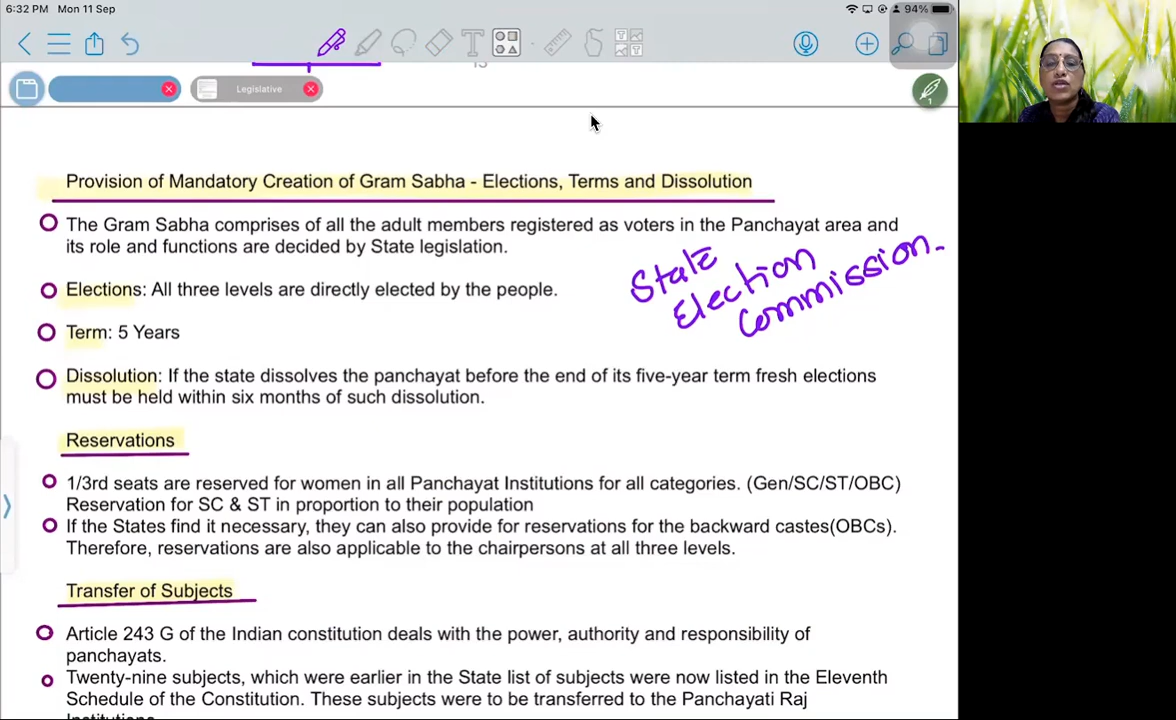 6:32 PM Mon 11 Sep
94%
Legislative
1
Provision of Mandatory Creation of Gram Sabha - Elections, Terms and Dissolution
The Gram Sabha comprises of all the adult members registered as voters in the Panchayat area and
its role and functions are decided by State legislation.
State
Election
Commission.
Elections: All three levels are directly elected by the people.
Term: 5 Years
Dissolution: If the state dissolves the panchayat before the end of its five-year term fresh elections
must be held within six months of such dissolution.
Reservations
1/3rd seats are reserved for women in all Panchayat Institutions for all categories. (Gen/SC/ST/OBC)
Reservation for SC & ST in proportion to their population
If the States find it necessary, they can also provide for reservations for the backward castes(OBCs).
Therefore, reservations are also applicable to the chairpersons at all three levels.
Transfer of Subjects
Article 243 G of the Indian constitution deals with the power, authority and responsibility of
panchayats.
Twenty-nine subjects, which were earlier in the State list of subjects were now listed in the Eleventh
Schedule of the Constitution. These subjects were to be transferred to the Panchayati Raj